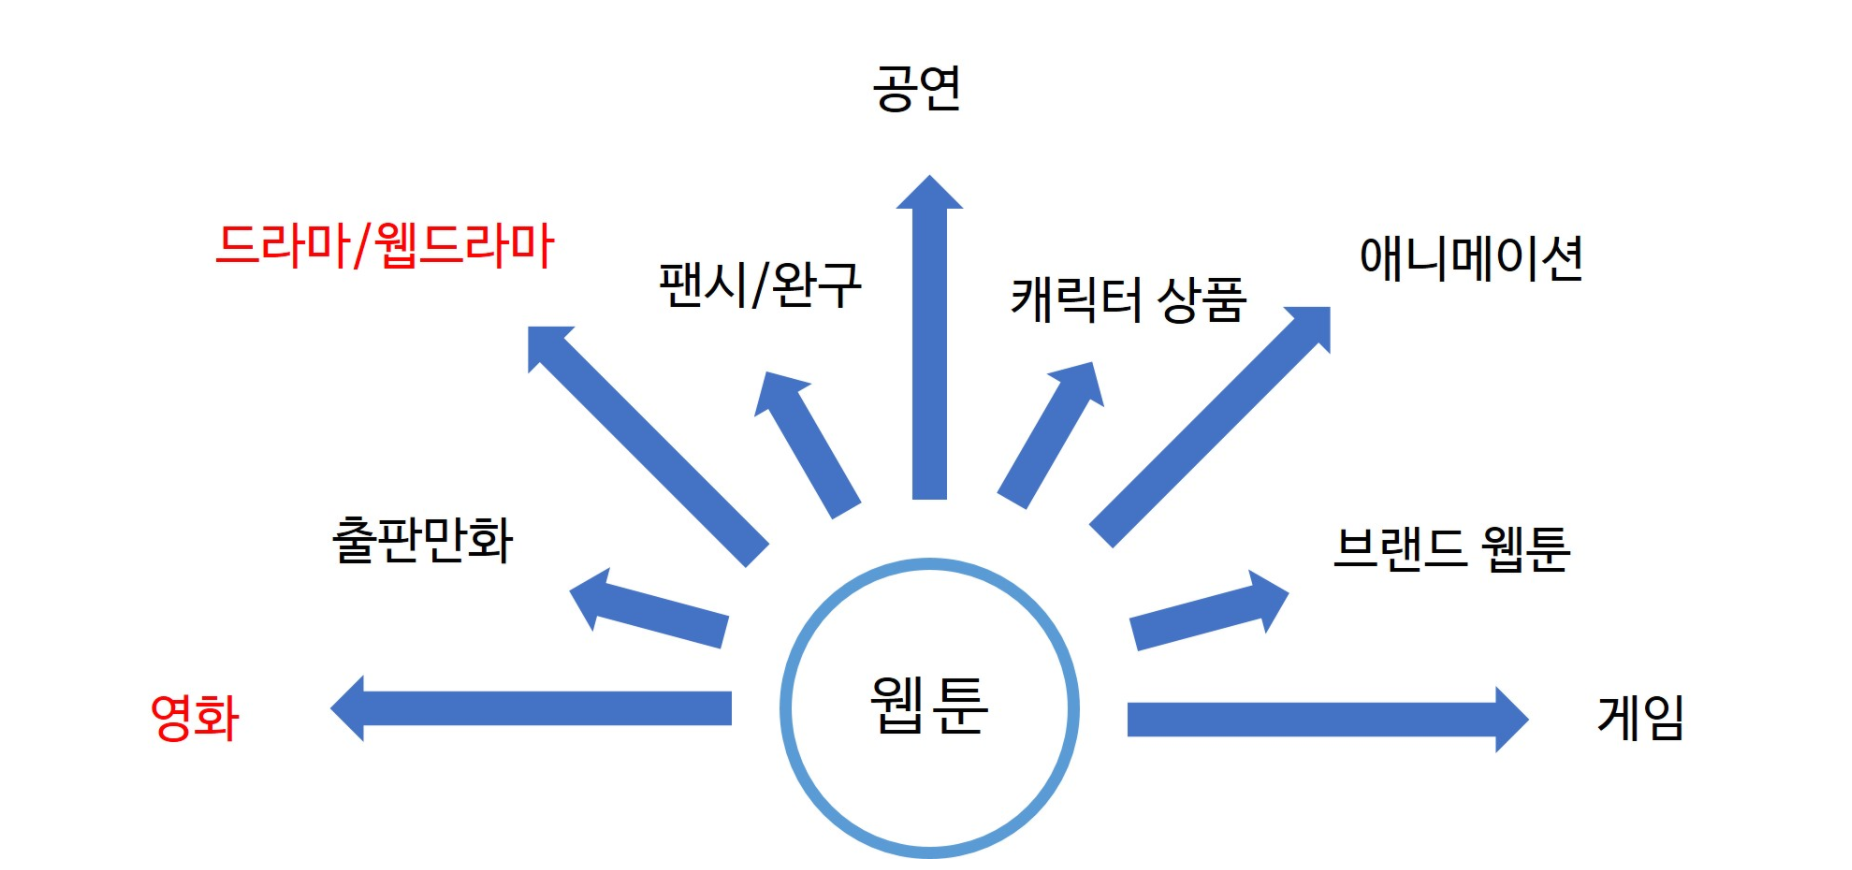 공연
드라마/웹드라마
팬시/완구
캐릭터 상품
애니메이션
출판만화
브랜드 웹툰
영화
웹툰
게임